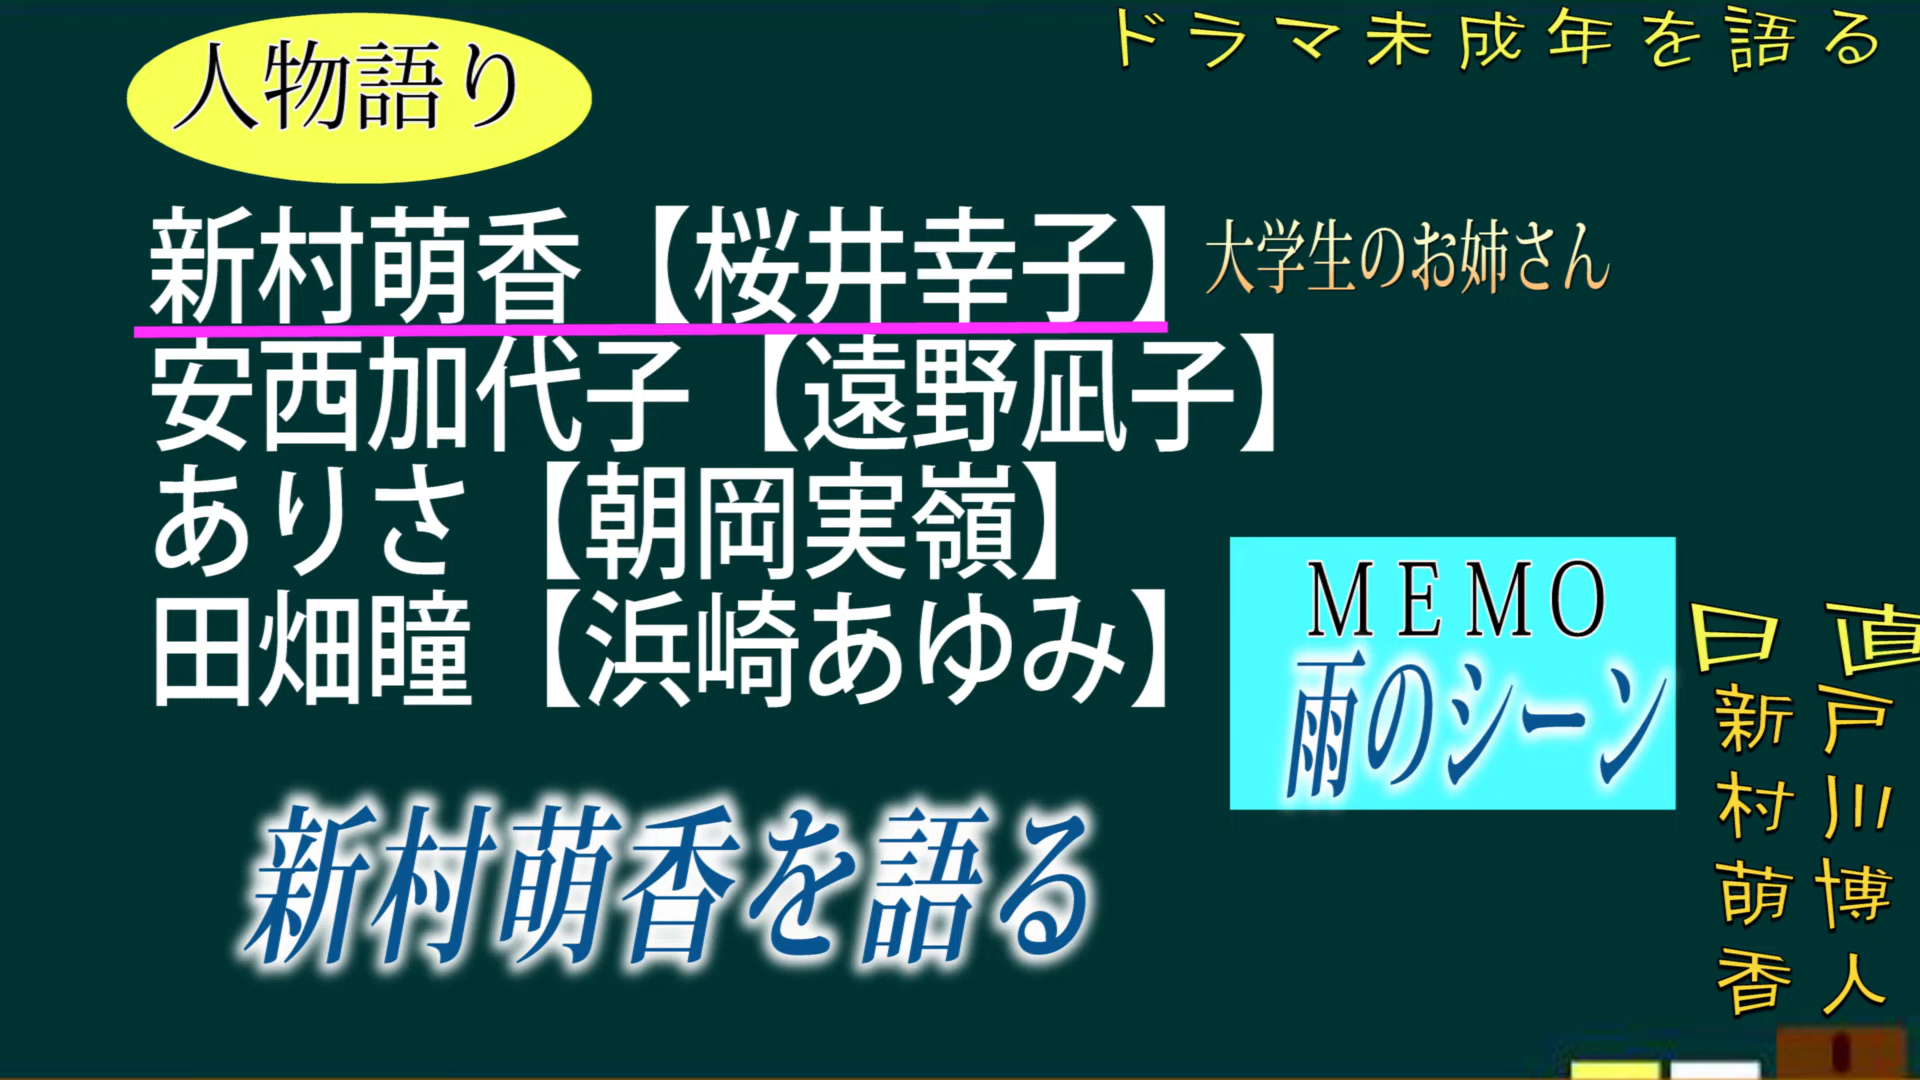 ドラマ未成年を語る
人物語り
新村萌香【桜井幸子】大学生のお姉さん
安西加代子【遠野凪子】
ありさ【朝岡実嶺】
田畑瞳【浜崎あゆみ】
MEMO
雨のシーン
新村萌香を語る
日直
戸川博人
新村萌香